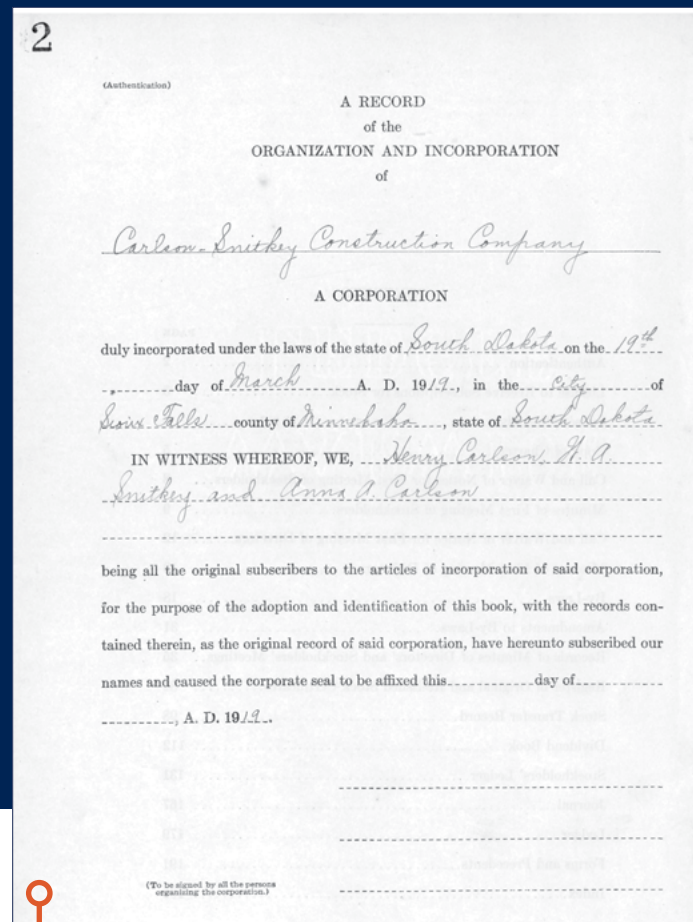 2
(Authentication)
A RECORD
of the
ORGANIZATION AND INCORPORATION
of
Carlson-Snitkey Construction Company
A CORPORATION
duly incorporated under the laws of the state of South Dakota on the 19th
day of March A. D. 1919, in the City of
Sioux Falls county of Minnehaha, state of South Dakota
IN WITNESS WHEREOF, WE, Henry Carlson, W. A.
Snitkey and Anna A. Carlson
being all the original subscribers to the articles of incorporation of said corporation,
for the purpose of the adoption and identification of this book, with the records con-
tained therein, as the original record of said corporation, have hereunto subscribed our
names and caused the corporate seal to be affixed this day of
, A. D. 1919.
(To be signed by all the persons
organizing the corporation.)